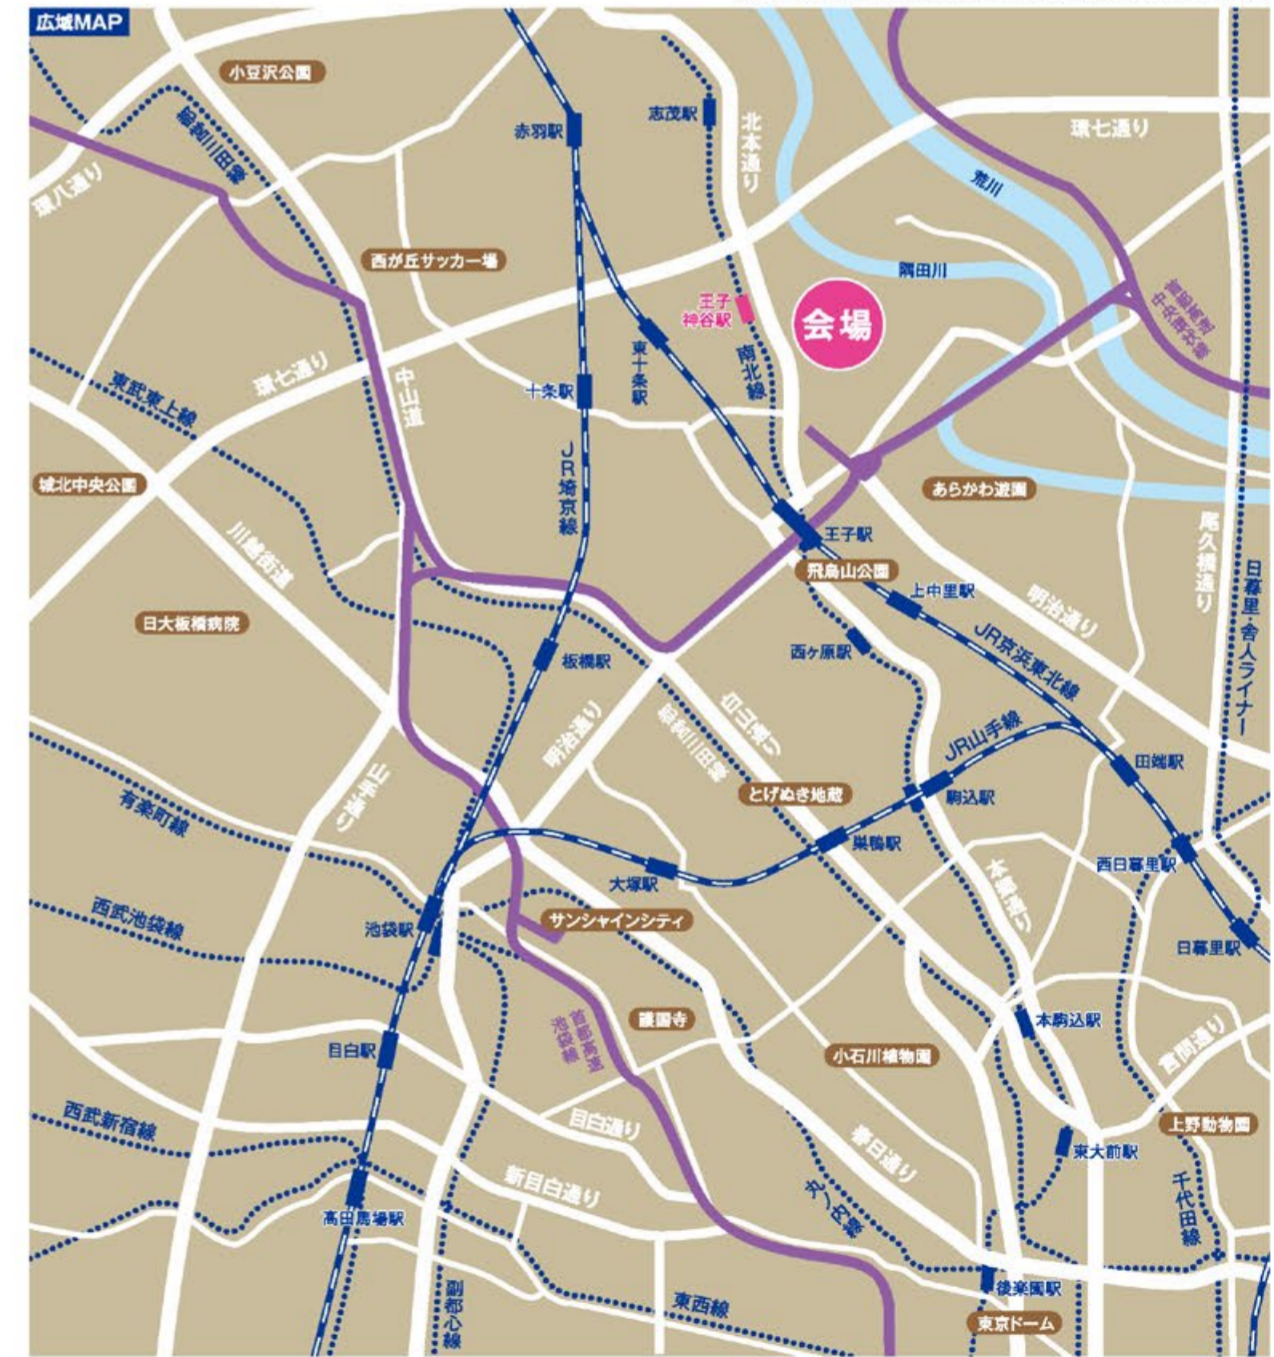 広域MAP
小豆沢公園
都営三田線
環八通り
赤羽駅
志茂駅
北本通り
環七通り
荒川
西が丘サッカー場
隅田川
王子
神谷駅
会場
首都高速
中央環状線
東十条駅
南北線
環七通り
中山道
十条駅
東武東上線
JR埼京線
城北中央公園
あらかわ遊園
川越街道
王子駅
尾久橋通り
飛鳥山公園
上中里駅
明治通り
日暮里・舎人ライナー
日大板橋病院
西ヶ原駅
JR京浜東北線
板橋駅
明治通り
白山通り
都営三田線
JR山手線
田端駅
山手通り
有楽町線
とげぬき地蔵
駒込駅
巣鴨駅
西日暮里駅
大塚駅
本郷通り
西武池袋線
池袋駅
サンシャインシティ
日暮里駅
首都高速
池袋線
護国寺
本駒込駅
目白駅
小石川植物園
言問通り
西武新宿線
目白通り
春日通り
上野動物園
東大前駅
新目白通り
丸ノ内線
千代田線
高田馬場駅
副都心線
東西線
後楽園駅
東京ドーム